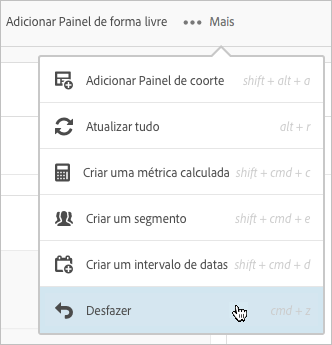 Adicionar Painel de forma livre ••• Mais
Adicionar Painel de coorte shift + alt + a
Atualizar tudo alt + r
Criar uma métrica calculada shift + cmd + c
Criar um segmento shift + cmd + e
Criar um intervalo de datas shift + cmd + d
Desfazer cmd + z